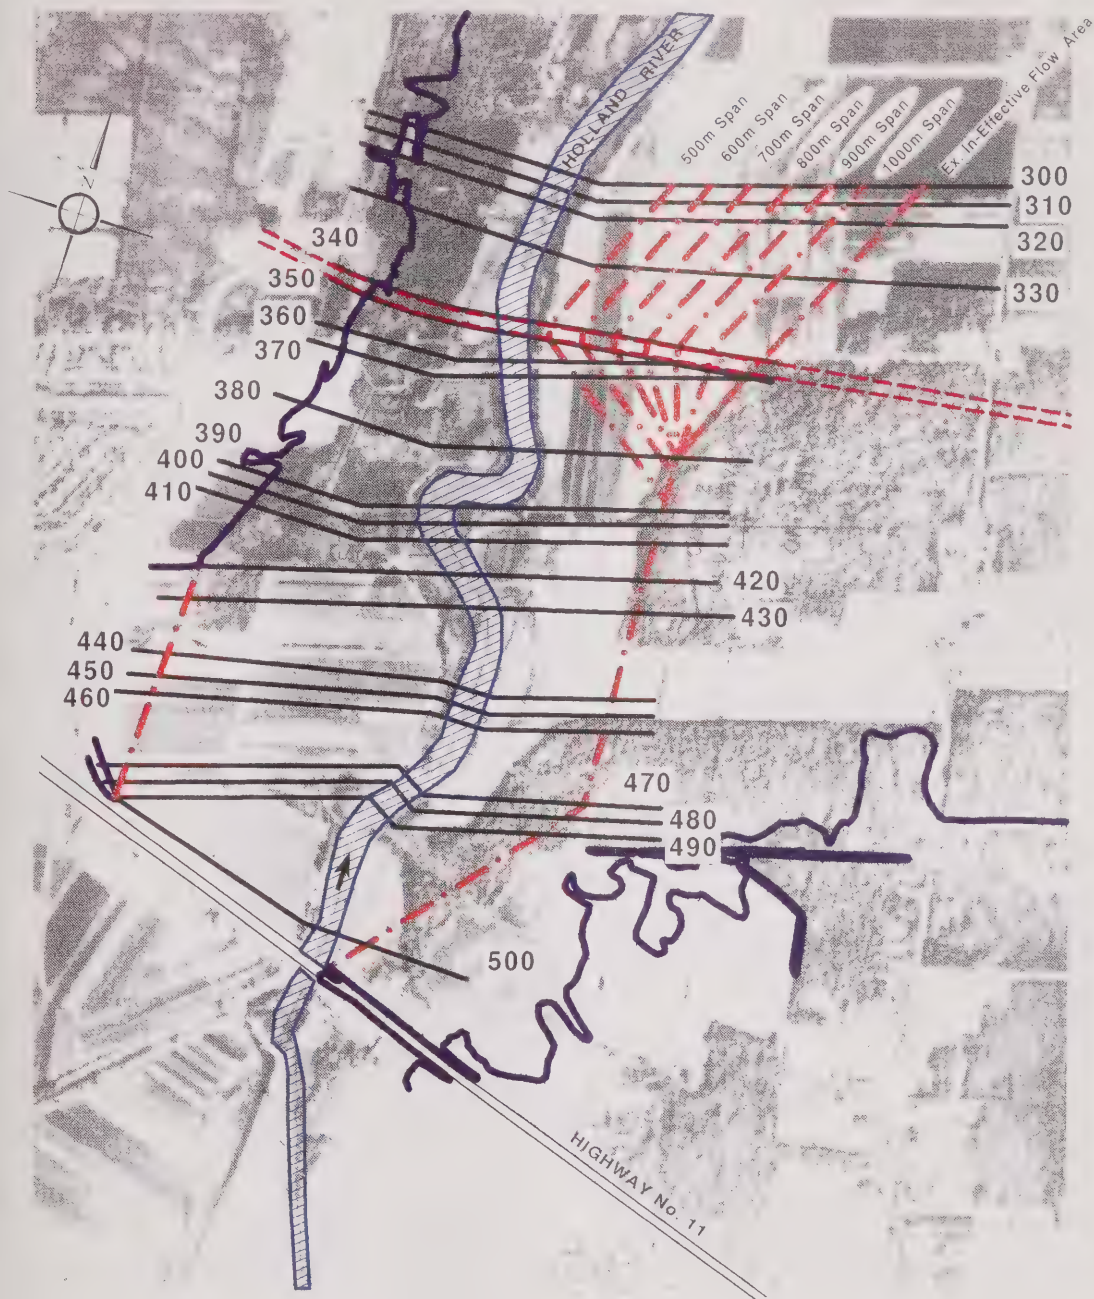 HOLLAND RIVER
500m Span
600m Span
700m Span
800m Span
900m Span
1000m Span
Ex. In-Effective Flow Area
N
300
310
320
330
340
350
360
370
380
390
400
410
420
430
440
450
460
470
480
490
500
HIGHWAY No. 11